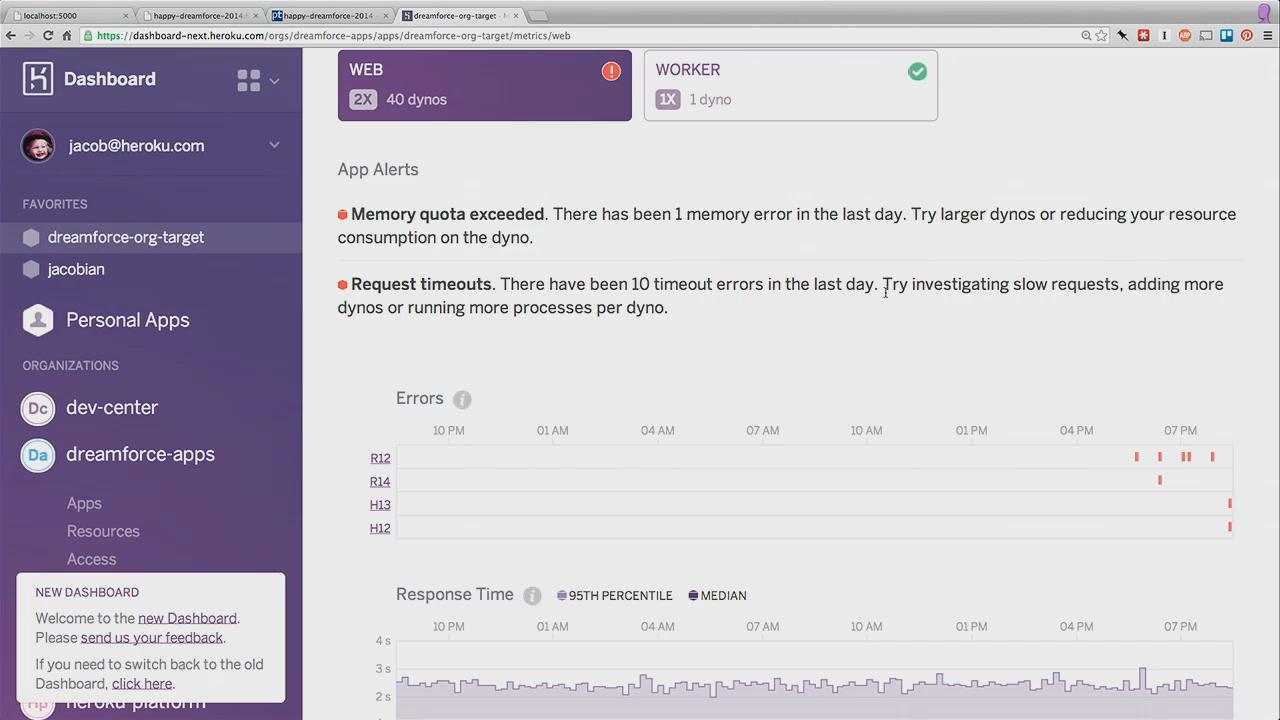 localhost:5000
happy-dreforce-2014.h
happy-dreamforce-2014
dreamforce-org-target · M
https://dashboard-next.heroku.com/orgs/dreamforce-apps/apps/dreamforce-org-target/metrics/web
Dashboard
jacob@heroku.com
FAVORITES
dreamforce-org-target
jacobian
Personal Apps
ORGANIZATIONS
Dc dev-center
Da dreamforce-apps
Apps
Resources
Access
NEW DASHBOARD
Welcome to the new Dashboard.
Please send us your feedback.
If you need to switch back to the old
Dashboard, click here.
WEB
2X 40 dynos
WORKER
1X 1 dyno
App Alerts
Memory quota exceeded. There has been 1 memory error in the last day. Try larger dynos or reducing your resource
consumption on the dyno.
Request timeouts. There have been 10 timeout errors in the last day. Try investigating slow requests, adding more
dynos or running more processes per dyno.
Errors
10 PM 01 AM 04 AM 07 AM 10 AM 01 PM 04 PM 07 PM
R12
R14
H13
H12
Response Time 95TH PERCENTILE MEDIAN
10 PM 01 AM 04 AM 07 AM 10 AM 01 PM 04 PM 07 PM
4 s
3 s
2 s